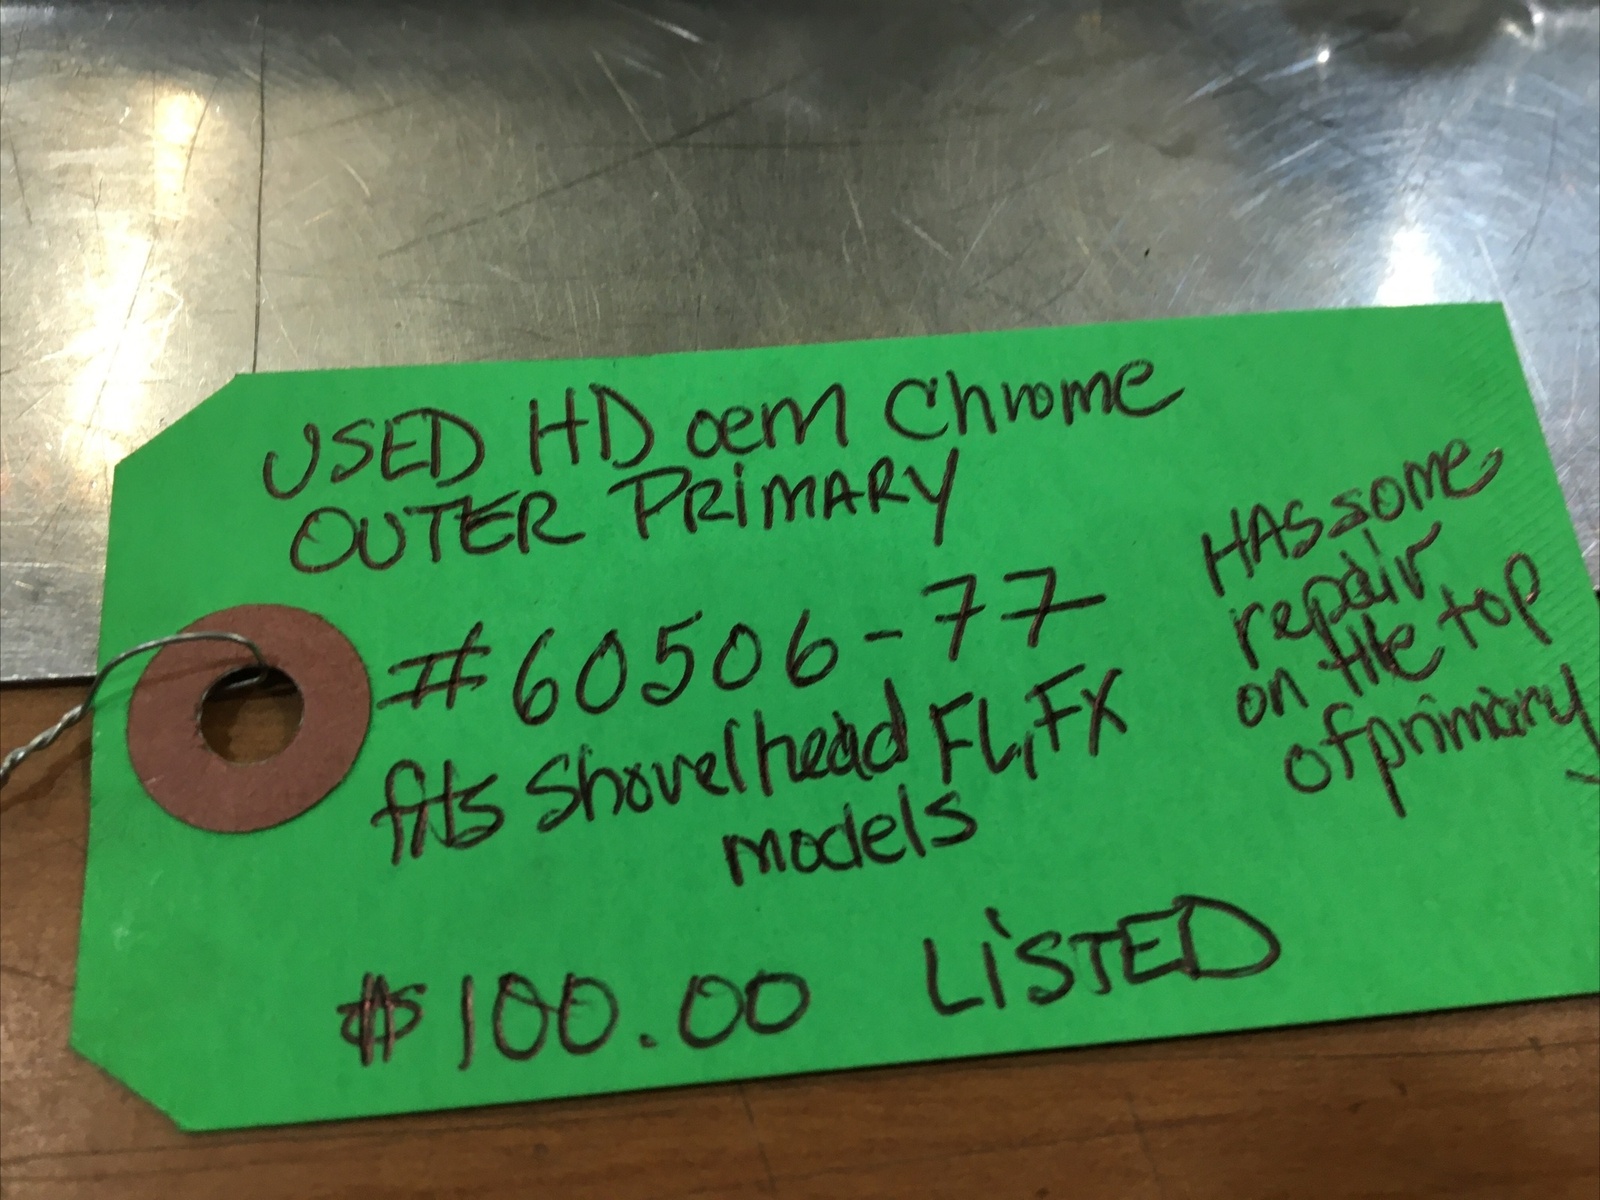 USED HD oem Chrome
OUTER PRiMARY
#60506-77
fits Shovelhead FL, FX
models
$100.00 LiSTED
HAS some
repair
on the top
of primary